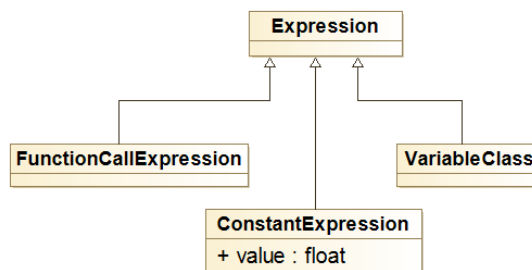 Expression
FunctionCallExpression
VariableClass
ConstantExpression
+ value : float